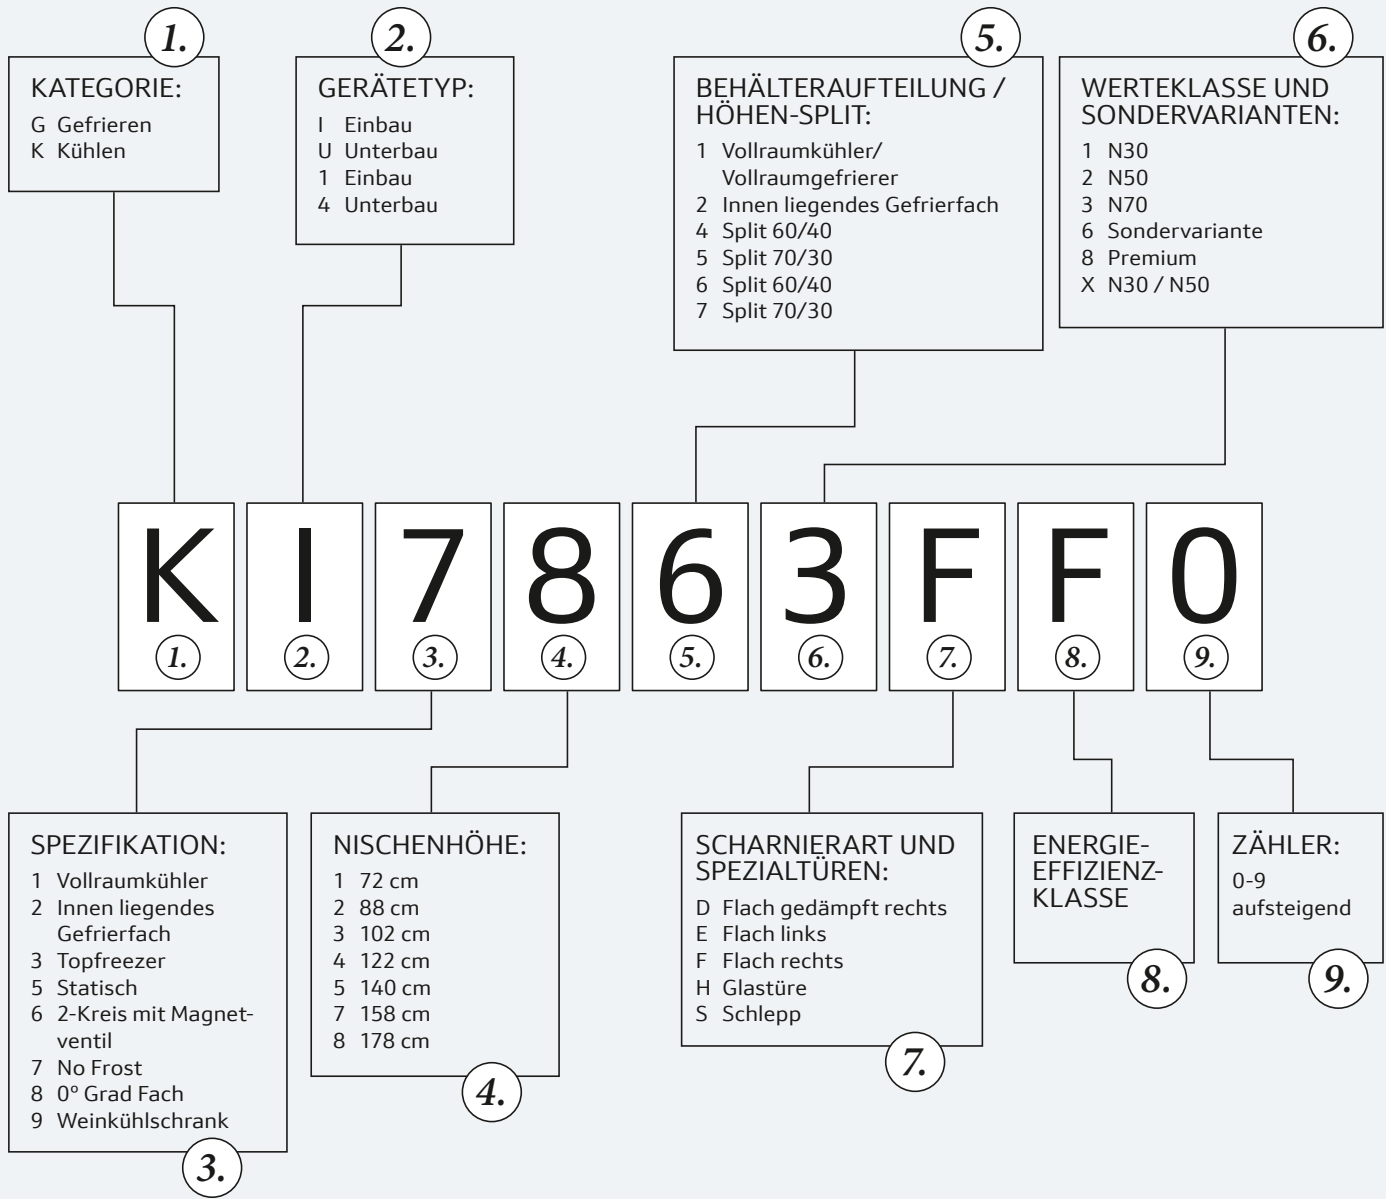 1.
KATEGORIE:
G Gefrieren
K Kühlen
2.
GERÄTETYP:
I Einbau
U Unterbau
1 Einbau
4 Unterbau
5.
BEHÄLTERAUFTEILUNG /
HÖHEN-SPLIT:
1 Vollraumkühler/
Vollraumgefrierer
2 Innen liegendes Gefrierfach
4 Split 60/40
5 Split 70/30
6 Split 60/40
7 Split 70/30
6.
WERTEKLASSE UND
SONDERVARIANTEN:
1 N30
2 N50
3 N70
6 Sondervariante
8 Premium
X N30 / N50
K I 7 8 6 3 F F 0
1. 2. 3. 4. 5. 6. 7. 8. 9.
SPEZIFIKATION:
1 Vollraumkühler
2 Innen liegendes
Gefrierfach
3 Topfreezer
5 Statisch
6 2-Kreis mit Magnet-
ventil
7 No Frost
8 0° Grad Fach
9 Weinkühlschrank
3.
NISCHENHÖHE:
1 72 cm
2 88 cm
3 102 cm
4 122 cm
5 140 cm
7 158 cm
8 178 cm
4.
SCHARNIERART UND
SPEZIALTÜREN:
D Flach gedämpft rechts
E Flach links
F Flach rechts
H Glastüre
S Schlepp
7.
ENERGIE-
EFFIZIENZ-
KLASSE
8.
ZÄHLER:
0-9
aufsteigend
9.